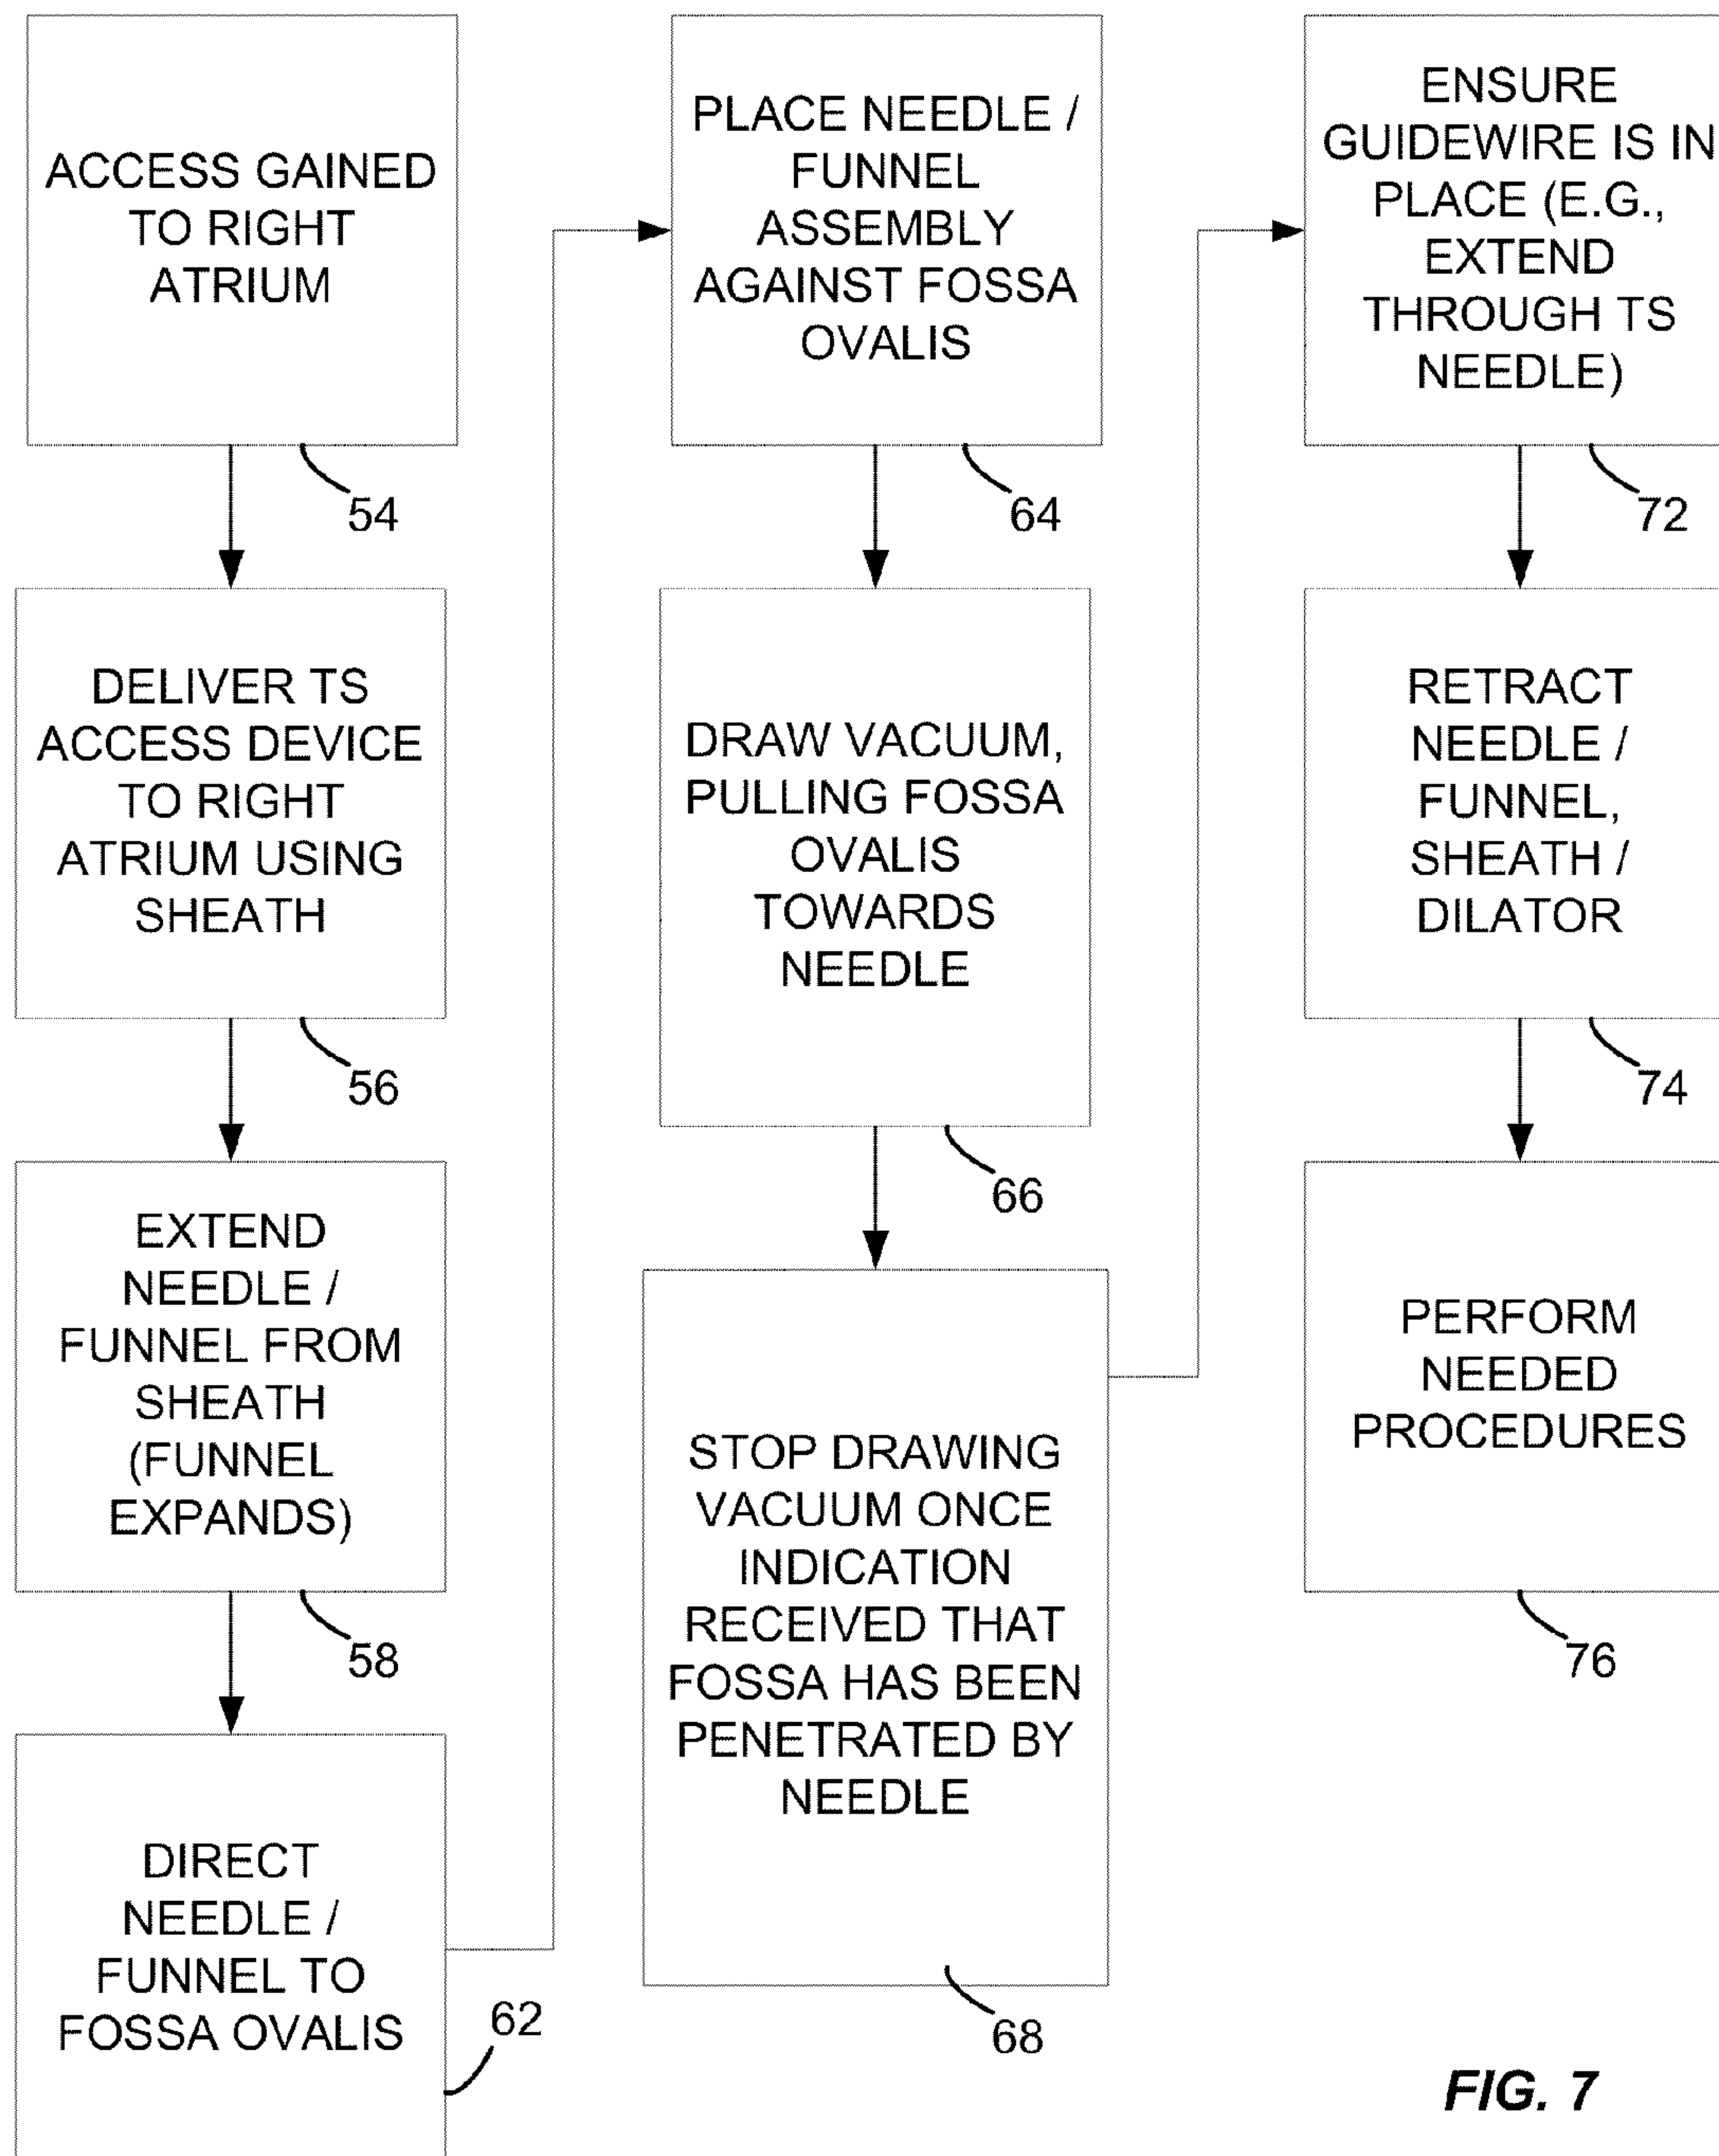 ACCESS GAINED
TO RIGHT
ATRIUM
54
DELIVER TS
ACCESS DEVICE
TO RIGHT
ATRIUM USING
SHEATH
56
EXTEND
NEEDLE /
FUNNEL FROM
SHEATH
(FUNNEL
EXPANDS)
58
DIRECT
NEEDLE /
FUNNEL TO
FOSSA OVALIS
62
PLACE NEEDLE /
FUNNEL
ASSEMBLY
AGAINST FOSSA
OVALIS
64
DRAW VACUUM,
PULLING FOSSA
OVALIS
TOWARDS
NEEDLE
66
STOP DRAWING
VACUUM ONCE
INDICATION
RECEIVED THAT
FOSSA HAS BEEN
PENETRATED BY
NEEDLE
68
ENSURE
GUIDEWIRE IS IN
PLACE (E.G.,
EXTEND
THROUGH TS
NEEDLE)
72
RETRACT
NEEDLE /
FUNNEL,
SHEATH /
DILATOR
74
PERFORM
NEEDED
PROCEDURES
76
FIG. 7